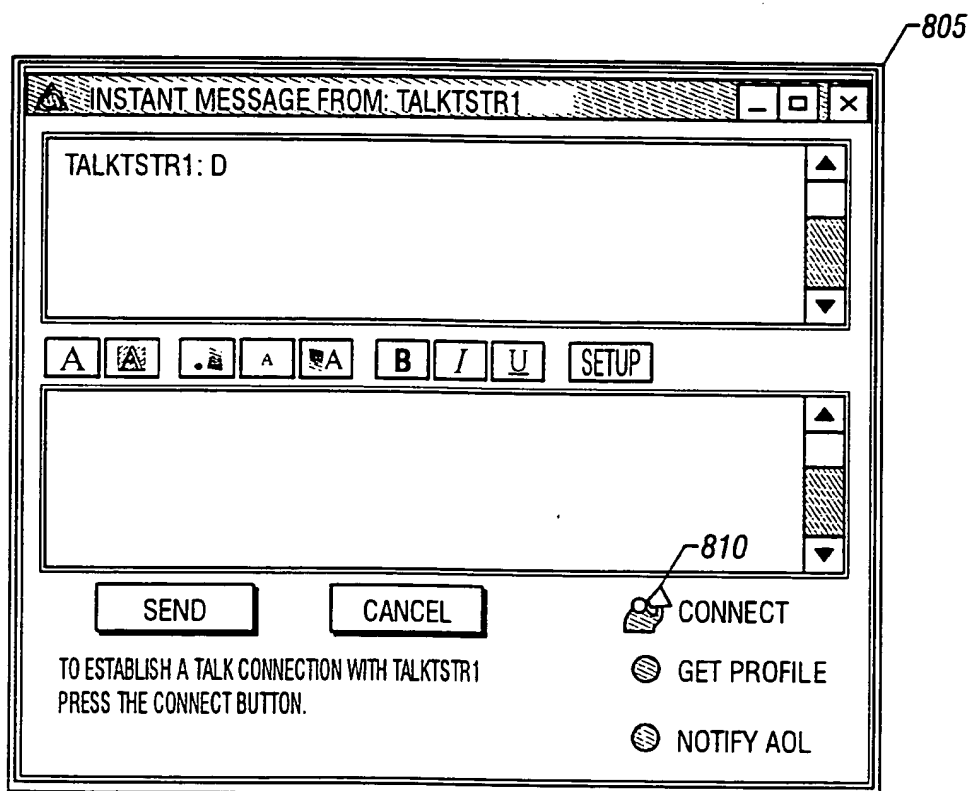 805
INSTANT MESSAGE FROM: TALKTSTR1
TALKTSTR1: D
A A A A B I U SETUP
810
SEND CANCEL CONNECT
TO ESTABLISH A TALK CONNECTION WITH TALKTSTR1
PRESS THE CONNECT BUTTON.
GET PROFILE
NOTIFY AOL